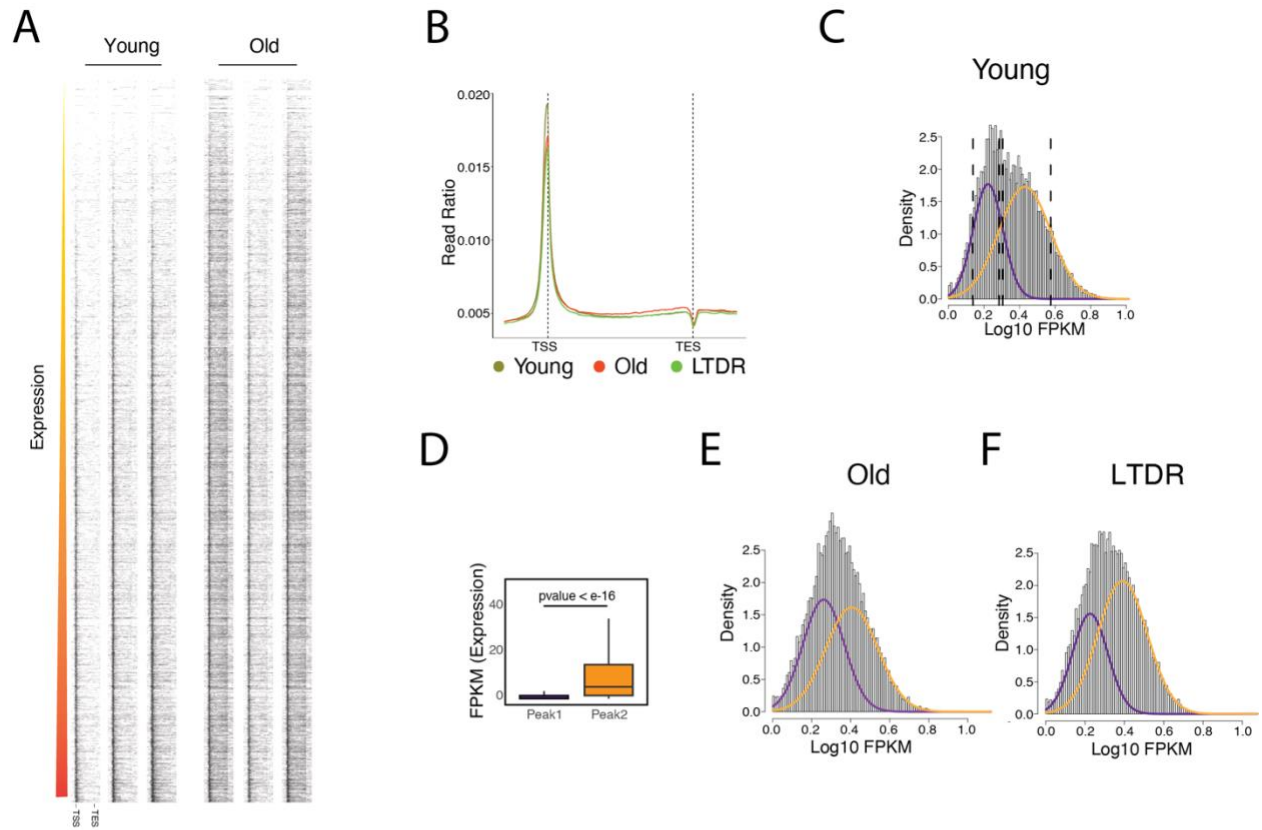 A
Young
Old
Expression
TSS
TES
B
0.020
0.015
0.010
0.005
Read Ratio
TSS
TES
Young
Old
LTDR
C
Young
2.5
2.0
1.5
1.0
0.5
0.0
Density
0.0 0.2 0.4 0.6 0.8 1.0
Log10 FPKM
D
pvalue < e-16
40
20
0
FPKM (Expression)
Peak1
Peak2
E
Old
2.5
2.0
1.5
1.0
0.5
0.0
Density
0.0 0.2 0.4 0.6 0.8 1.0
Log10 FPKM
F
LTDR
2.5
2.0
1.5
1.0
0.5
0.0
Density
0.0 0.2 0.4 0.6 0.8 1.0
Log10 FPKM